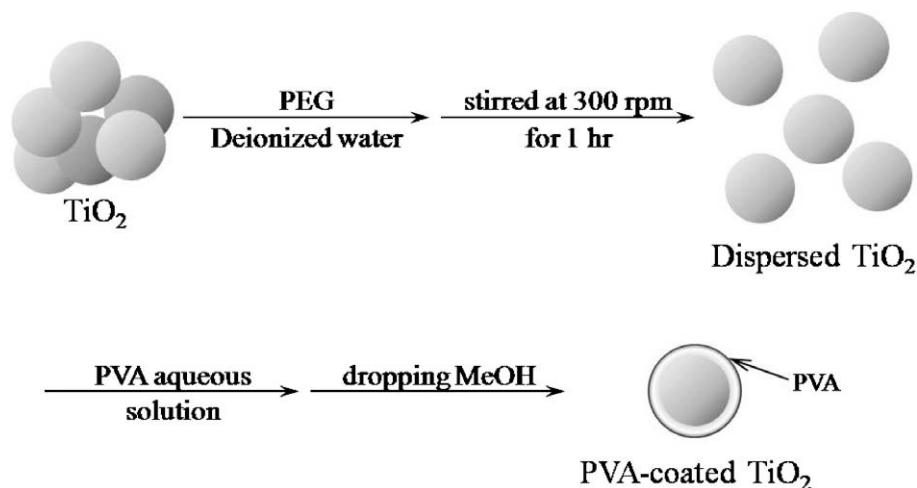 PEG
Deionized water
stirred at 300 rpm
for 1 hr
TiO₂
Dispersed TiO₂
PVA aqueous
solution
dropping MeOH
PVA
PVA-coated TiO₂